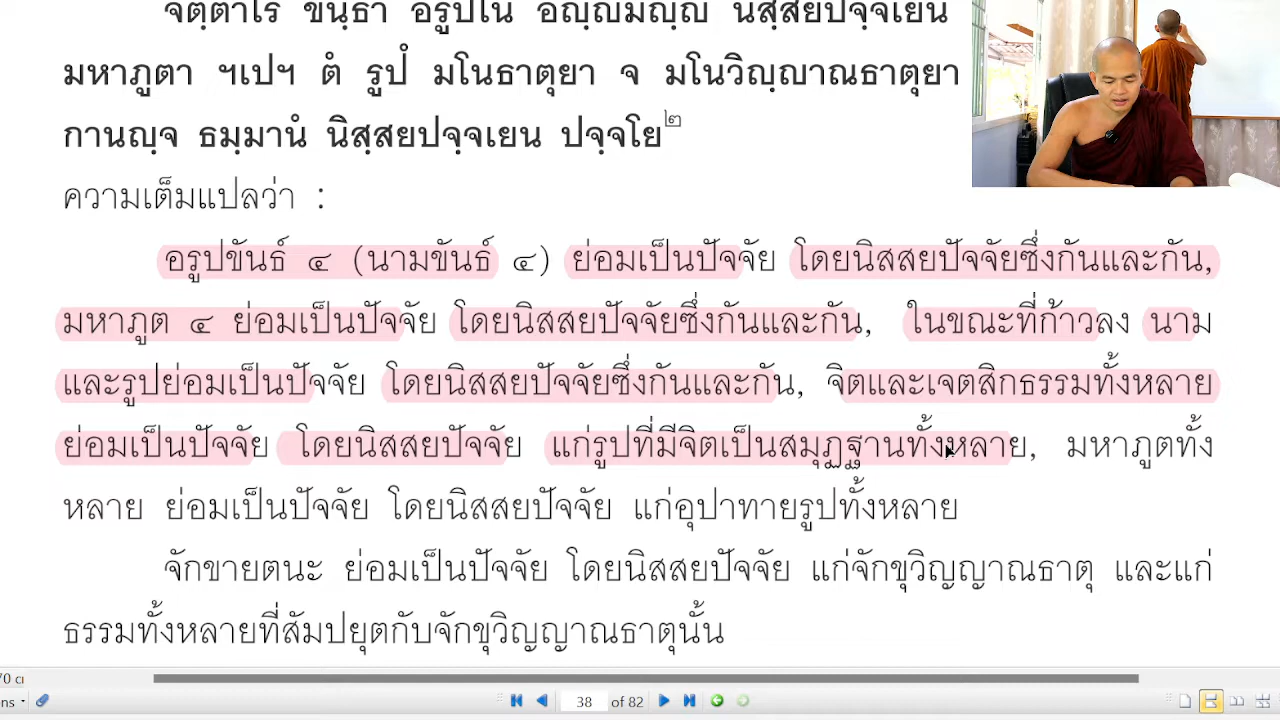 จตฺตาโร ขนฺธา อรูปิโน อญฺญมญฺญํ นิสฺสยปจฺจเยน
มหาภูตา ฯเปฯ ตํ รูปํ มโนธาตุยา จ มโนวิญฺญาณธาตุยา
กานญฺจ ธมฺมานํ นิสฺสยปจฺจเยน ปจฺจโย๒
ความเต็มแปลว่า :
อรูปขันธ์ ๔ (นามขันธ์ ๔) ย่อมเป็นปัจจัย โดยนิสสยปัจจัยซึ่งกันและกัน,
มหาภูต ๔ ย่อมเป็นปัจจัย โดยนิสสยปัจจัยซึ่งกันและกัน, ในขณะที่ก้าวลง นาม
และรูปย่อมเป็นปัจจัย โดยนิสสยปัจจัยซึ่งกันและกัน, จิตและเจตสิกธรรมทั้งหลาย
ย่อมเป็นปัจจัย โดยนิสสยปัจจัย แก่รูปที่มีจิตเป็นสมุฏฐานทั้งหลาย, มหาภูตทั้ง
หลาย ย่อมเป็นปัจจัย โดยนิสสยปัจจัย แก่อุปาทายรูปทั้งหลาย
จักขายตนะ ย่อมเป็นปัจจัย โดยนิสสยปัจจัย แก่จักขุวิญญาณธาตุ และแก่
ธรรมทั้งหลายที่สัมปยุตกับจักขุวิญญาณธาตุนั้น
38 of 82